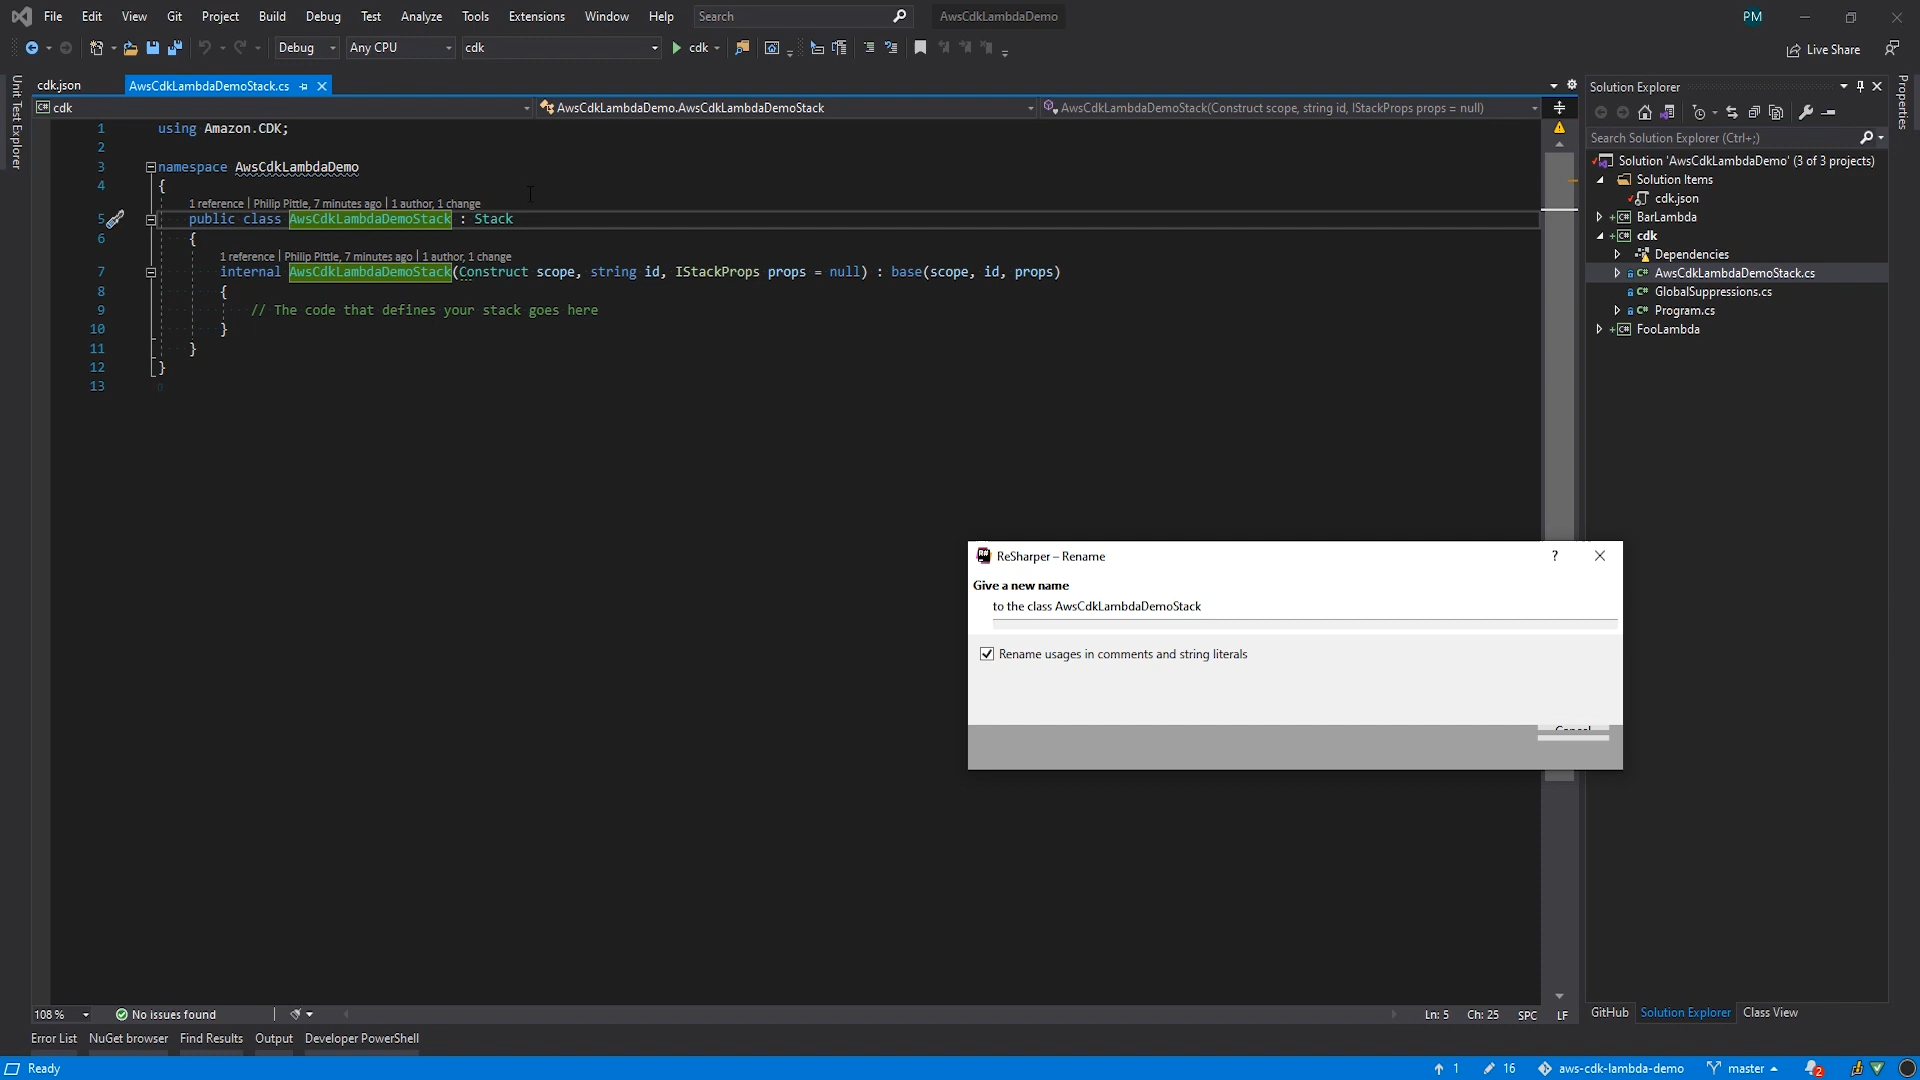 File Edit View Git Project Build Debug Test Analyze Tools Extensions Window Help Search AwsCdkLambdaDemo PM
Debug Any CPU cdk cdk Live Share
Unit Test Explorer
cdk.json AwsCdkLambdaDemoStack.cs
cdk AwsCdkLambdaDemo.AwsCdkLambdaDemoStack AwsCdkLambdaDemoStack(Construct scope, string id, IStackProps props = null)
1 using Amazon.CDK;
2
3 namespace AwsCdkLambdaDemo
4 {
1 reference | Philip Pittle, 7 minutes ago | 1 author, 1 change
5 public class AwsCdkLambdaDemoStack : Stack
6 {
1 reference | Philip Pittle, 7 minutes ago | 1 author, 1 change
7 internal AwsCdkLambdaDemoStack(Construct scope, string id, IStackProps props = null) : base(scope, id, props)
8 {
9 // The code that defines your stack goes here
10 }
11 }
12 }
13
ReSharper – Rename
?
Give a new name
to the class AwsCdkLambdaDemoStack
Rename usages in comments and string literals
Cancel
Solution Explorer
Search Solution Explorer (Ctrl+;)
Solution 'AwsCdkLambdaDemo' (3 of 3 projects)
Solution Items
cdk.json
BarLambda
cdk
Dependencies
AwsCdkLambdaDemoStack.cs
GlobalSuppressions.cs
Program.cs
FooLambda
Properties
108 % No issues found Ln: 5 Ch: 25 SPC LF
GitHub Solution Explorer Class View
Error List NuGet browser Find Results Output Developer PowerShell
Ready 1 16 aws-cdk-lambda-demo master 2